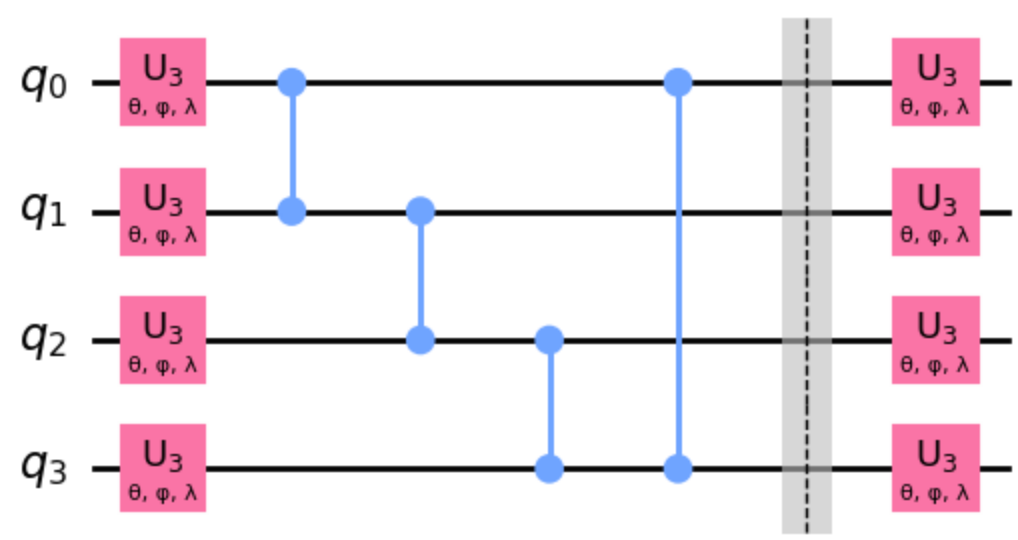 q0 U3 U3
θ, φ, λ θ, φ, λ
q1 U3 U3
θ, φ, λ θ, φ, λ
q2 U3 U3
θ, φ, λ θ, φ, λ
q3 U3 U3
θ, φ, λ θ, φ, λ